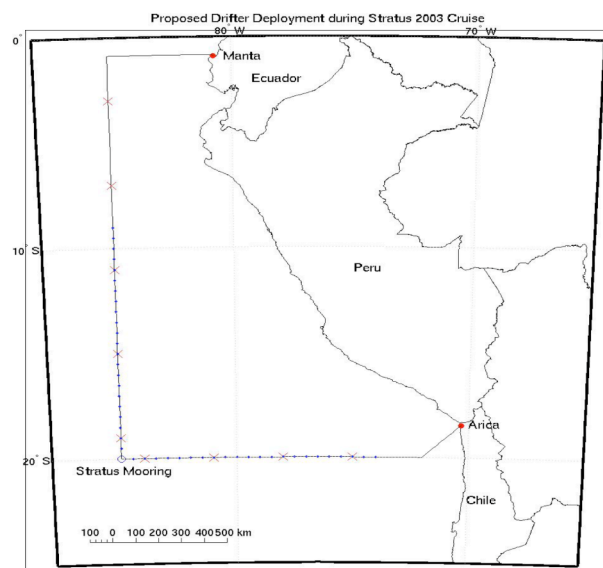 Proposed Drifter Deployment during Stratus 2003 Cruise
0° 80° W 70° W
Manta
Ecuador
10° S
Peru
Arica
20° S
Stratus Mooring
Chile
100 0 100 200 300 400 500 km